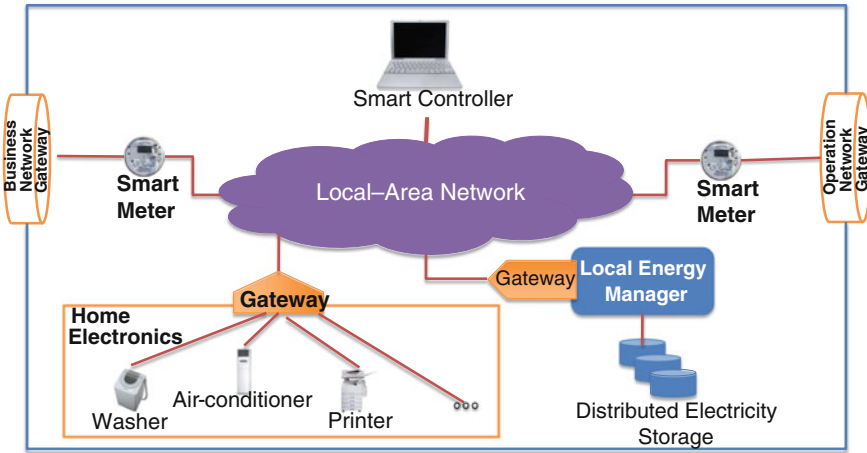 Smart Controller
Business
Network
Gateway
Smart
Meter
Local–Area Network
Smart
Meter
Operation
Network
Gateway
Gateway
Local Energy
Manager
Gateway
Home
Electronics
Washer
Air-conditioner
Printer
Distributed Electricity
Storage